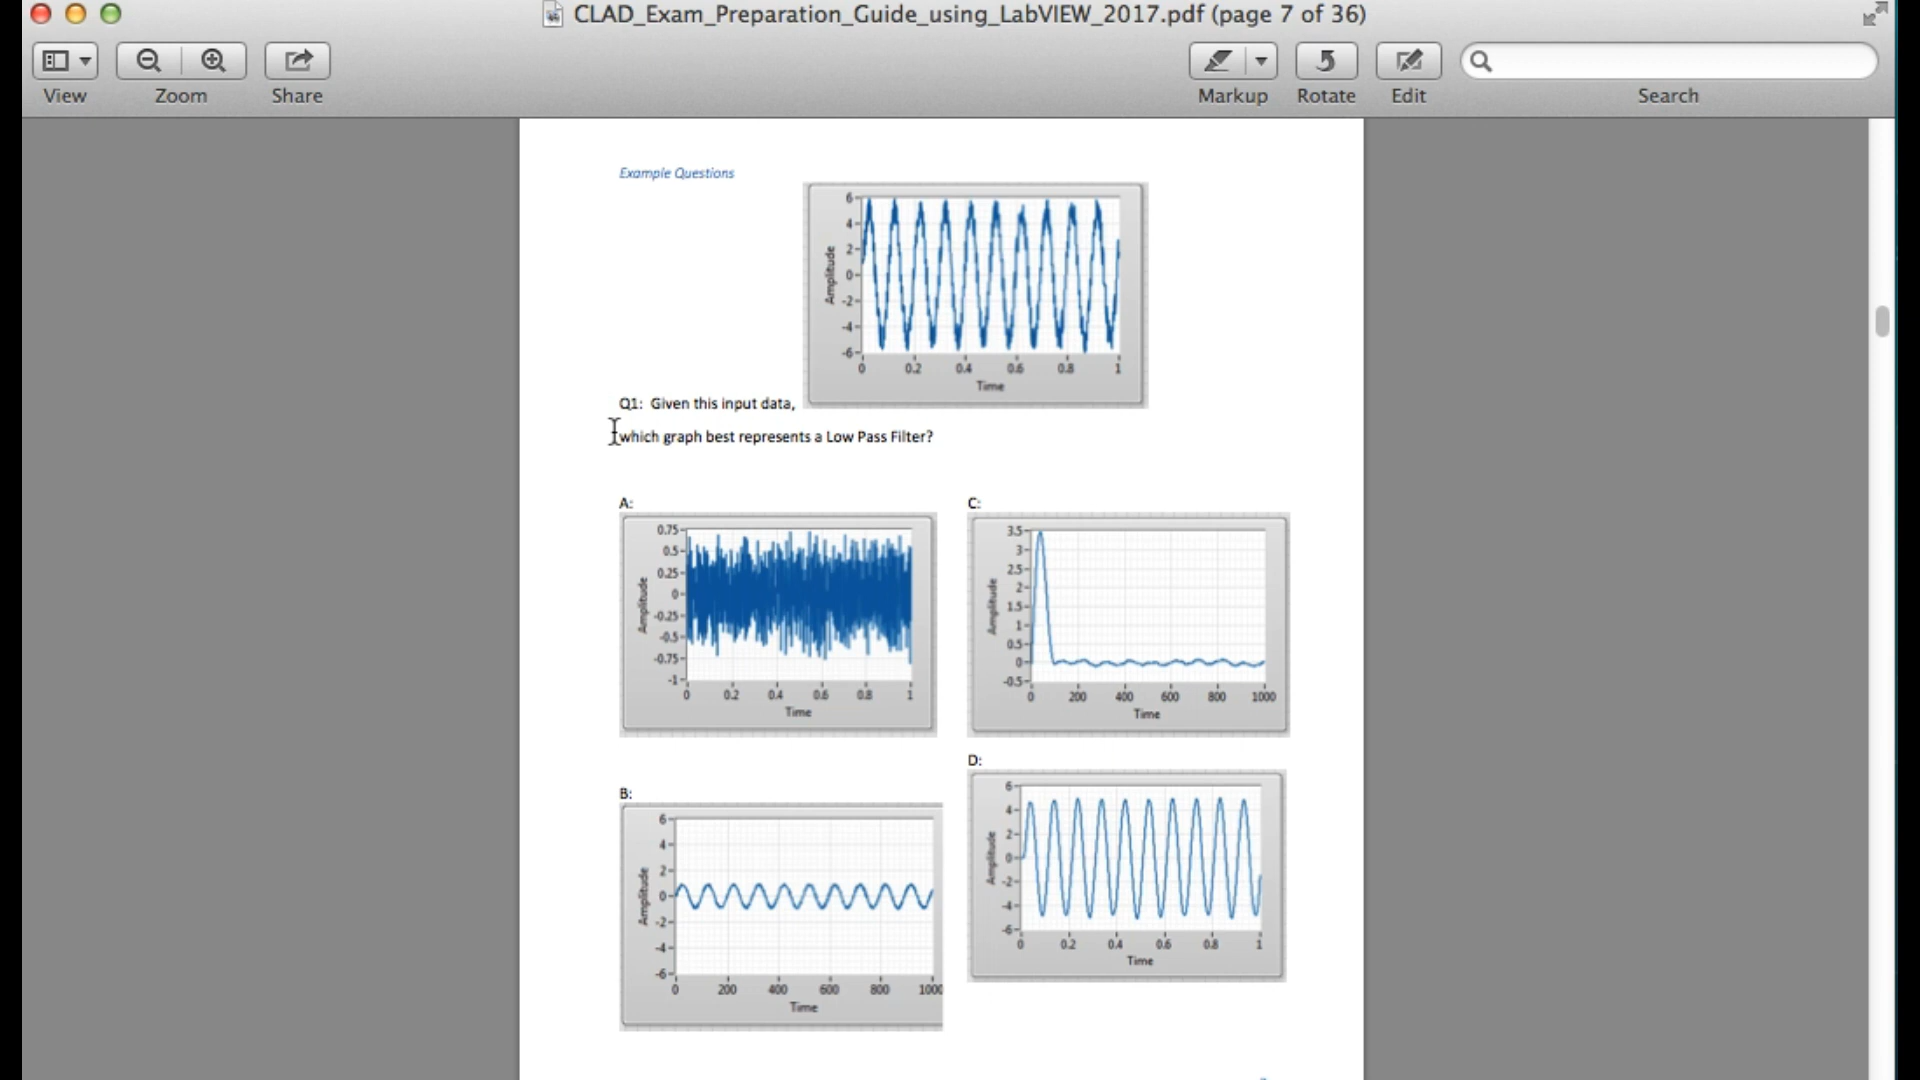 CLAD_Exam_Preparation_Guide_using_LabVIEW_2017.pdf (page 7 of 36)
View
Zoom
Share
Markup
Rotate
Edit
Search
Example Questions
6
4
2
0
-2
-4
-6
Amplitude
0 0.2 0.4 0.6 0.8 1
Time
Q1: Given this input data,
which graph best represents a Low Pass Filter?
A:
0.75
0.5
0.25
0
-0.25
-0.5
-0.75
-1
Amplitude
0 0.2 0.4 0.6 0.8 1
Time
C:
3.5
3
2.5
2
1.5
1
0.5
0
-0.5
Amplitude
0 200 400 600 800 1000
Time
B:
6
4
2
0
-2
-4
-6
Amplitude
0 200 400 600 800 1000
Time
D:
6
4
2
0
-2
-4
-6
Amplitude
0 0.2 0.4 0.6 0.8 1
Time